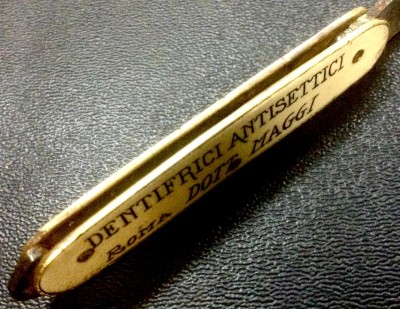 DENTIFRICI ANTISETTICI
ROMA DOTT. MAGGI